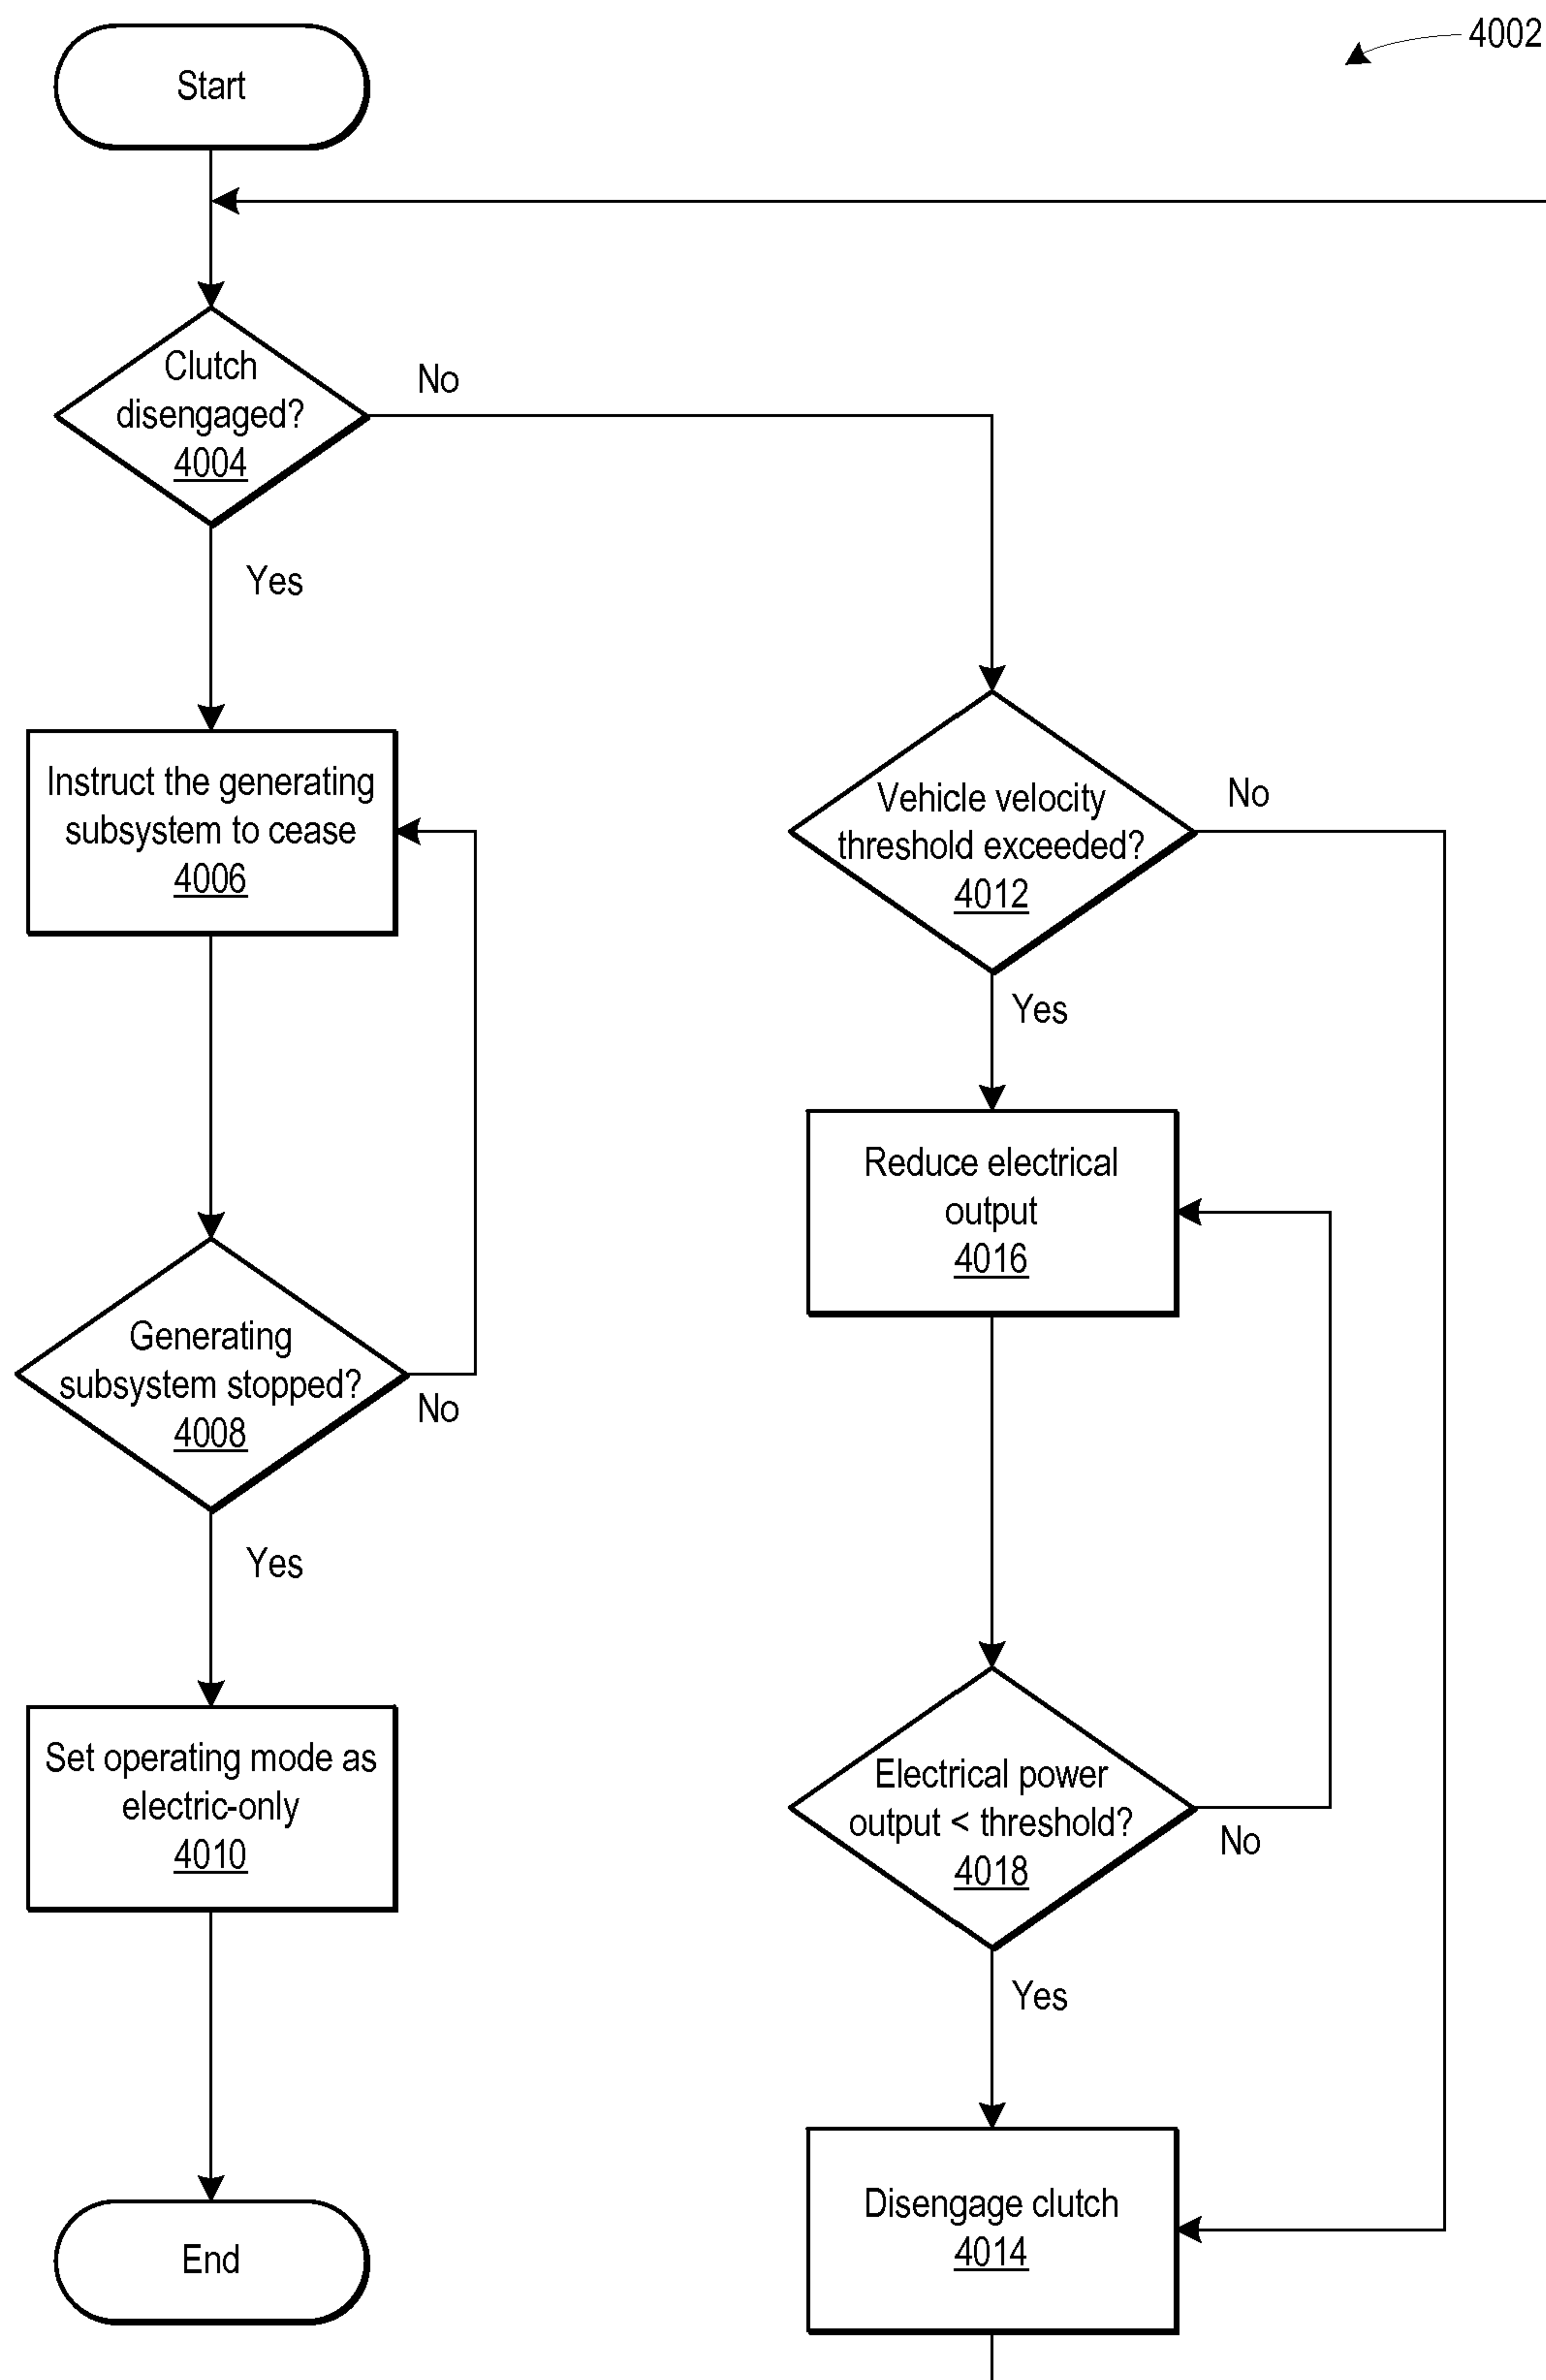 4002
Start
Clutch
disengaged?
4004
No
Yes
Instruct the generating
subsystem to cease
4006
Generating
subsystem stopped?
4008
No
Yes
Set operating mode as
electric-only
4010
End
Vehicle velocity
threshold exceeded?
4012
No
Yes
Reduce electrical
output
4016
Electrical power
output < threshold?
4018
No
Yes
Disengage clutch
4014